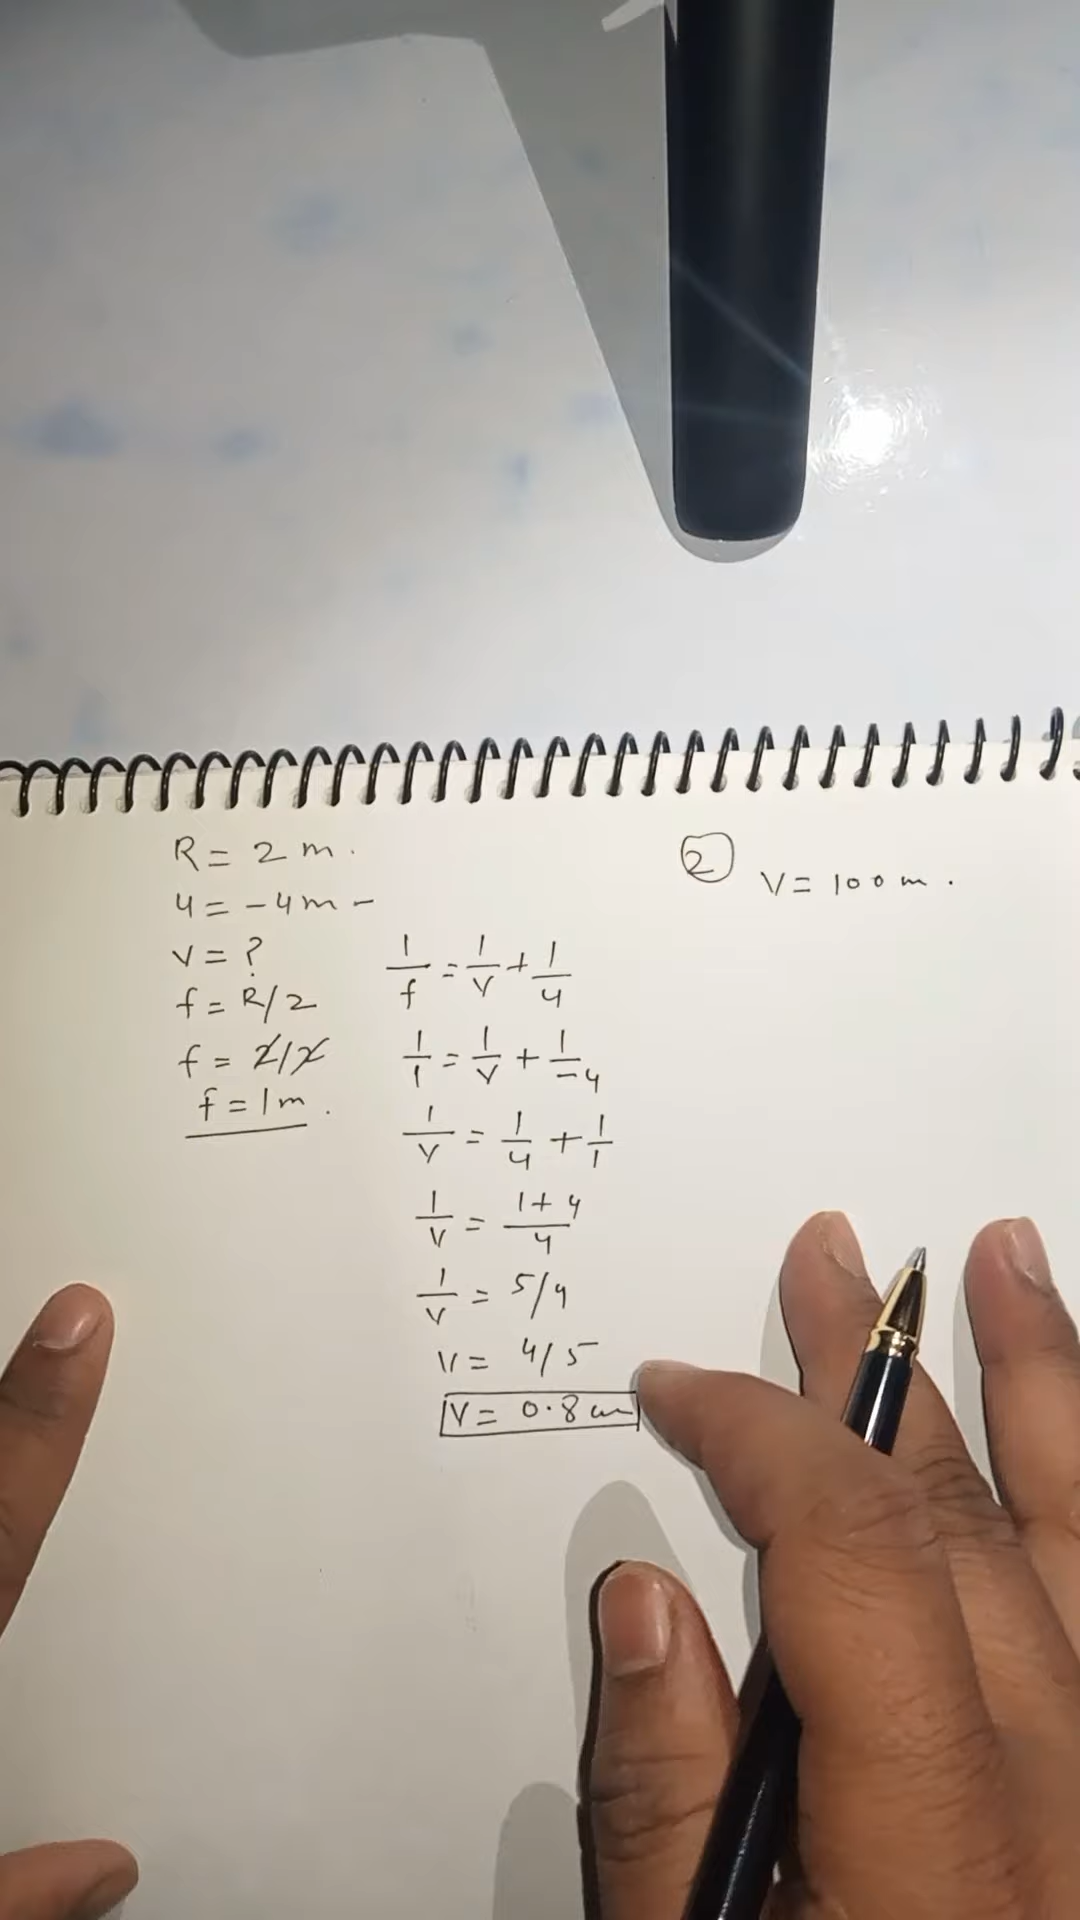 R = 2 m.
u = -4m -
v = ?
f = R/2
f = 2/2
f = 1m.
1/f = 1/v + 1/u
1/1 = 1/v + 1/-4
1/v = 1/4 + 1/1
1/v = 1+4/4
1/v = 5/4
v = 4/5
v = 0.8 cm
2
V = 100 m.